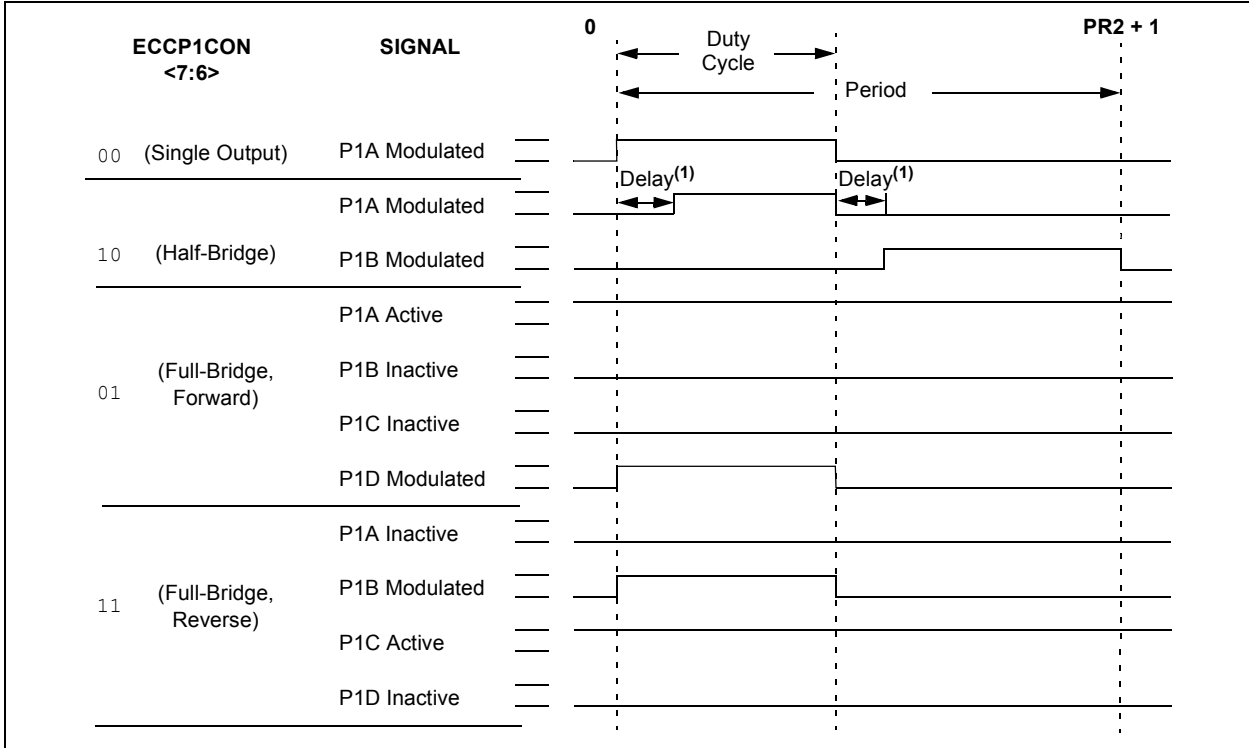 ECCP1CON
<7:6>
SIGNAL
0
PR2 + 1
Duty
Cycle
Period
00 (Single Output) P1A Modulated
Delay(1) Delay(1)
P1A Modulated
10 (Half-Bridge) P1B Modulated
P1A Active
01 (Full-Bridge,
Forward)
P1B Inactive
P1C Inactive
P1D Modulated
P1A Inactive
11 (Full-Bridge,
Reverse)
P1B Modulated
P1C Active
P1D Inactive